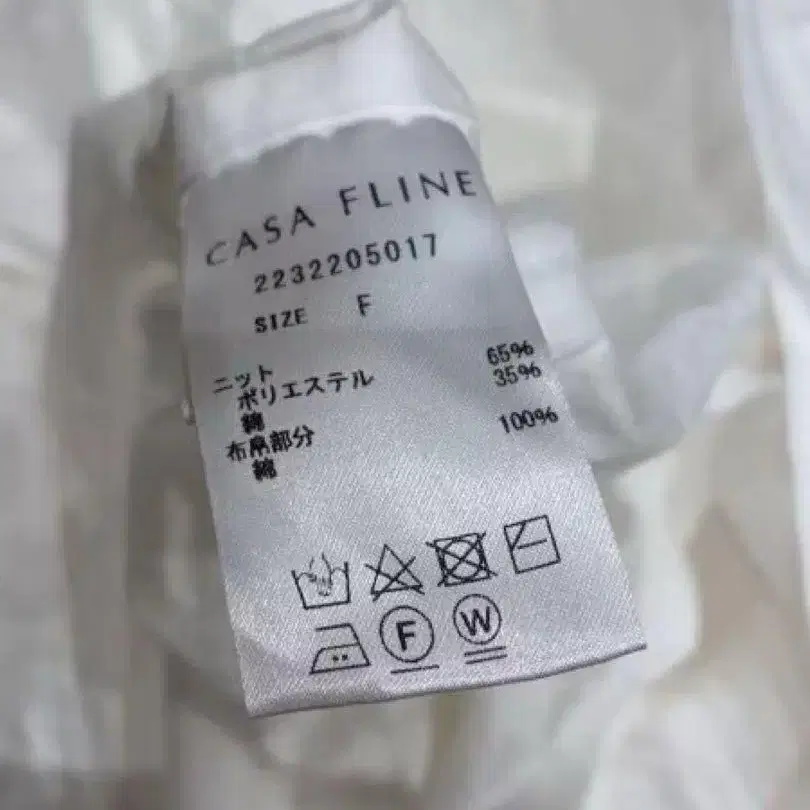 CASA FLINE
2232205017
SIZE F
ニット
ポリエステル 65%
綿 35%
布帛部分
綿 100%
F
W